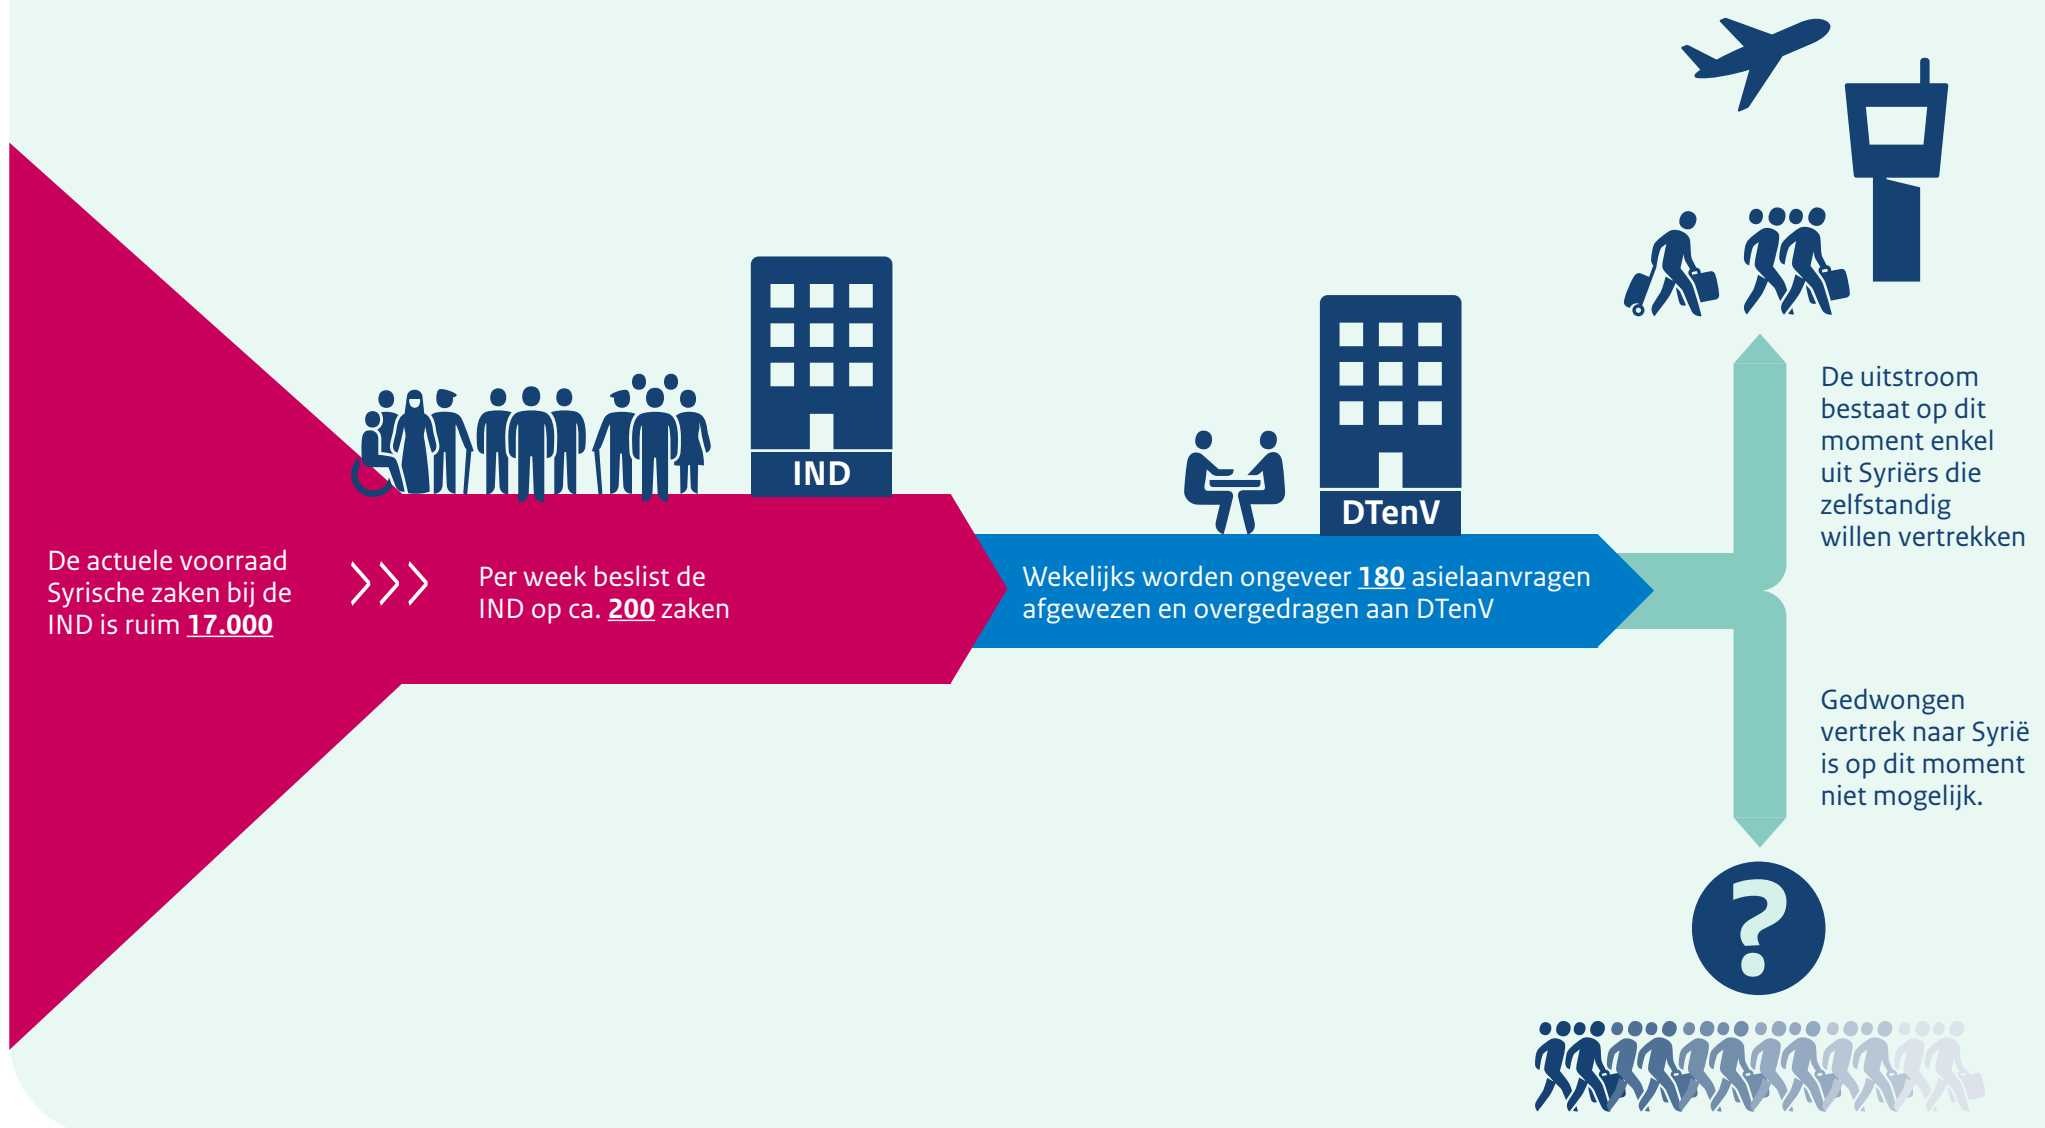 De actuele voorraad
Syrische zaken bij de
IND is ruim 17.000
Per week beslist de
IND op ca. 200 zaken
IND
Wekelijks worden ongeveer 180 asielaanvragen
afgewezen en overgedragen aan DTenV
DTenV
De uitstroom
bestaat op dit
moment enkel
uit Syriërs die
zelfstandig
willen vertrekken
Gedwongen
vertrek naar Syrië
is op dit moment
niet mogelijk.
?